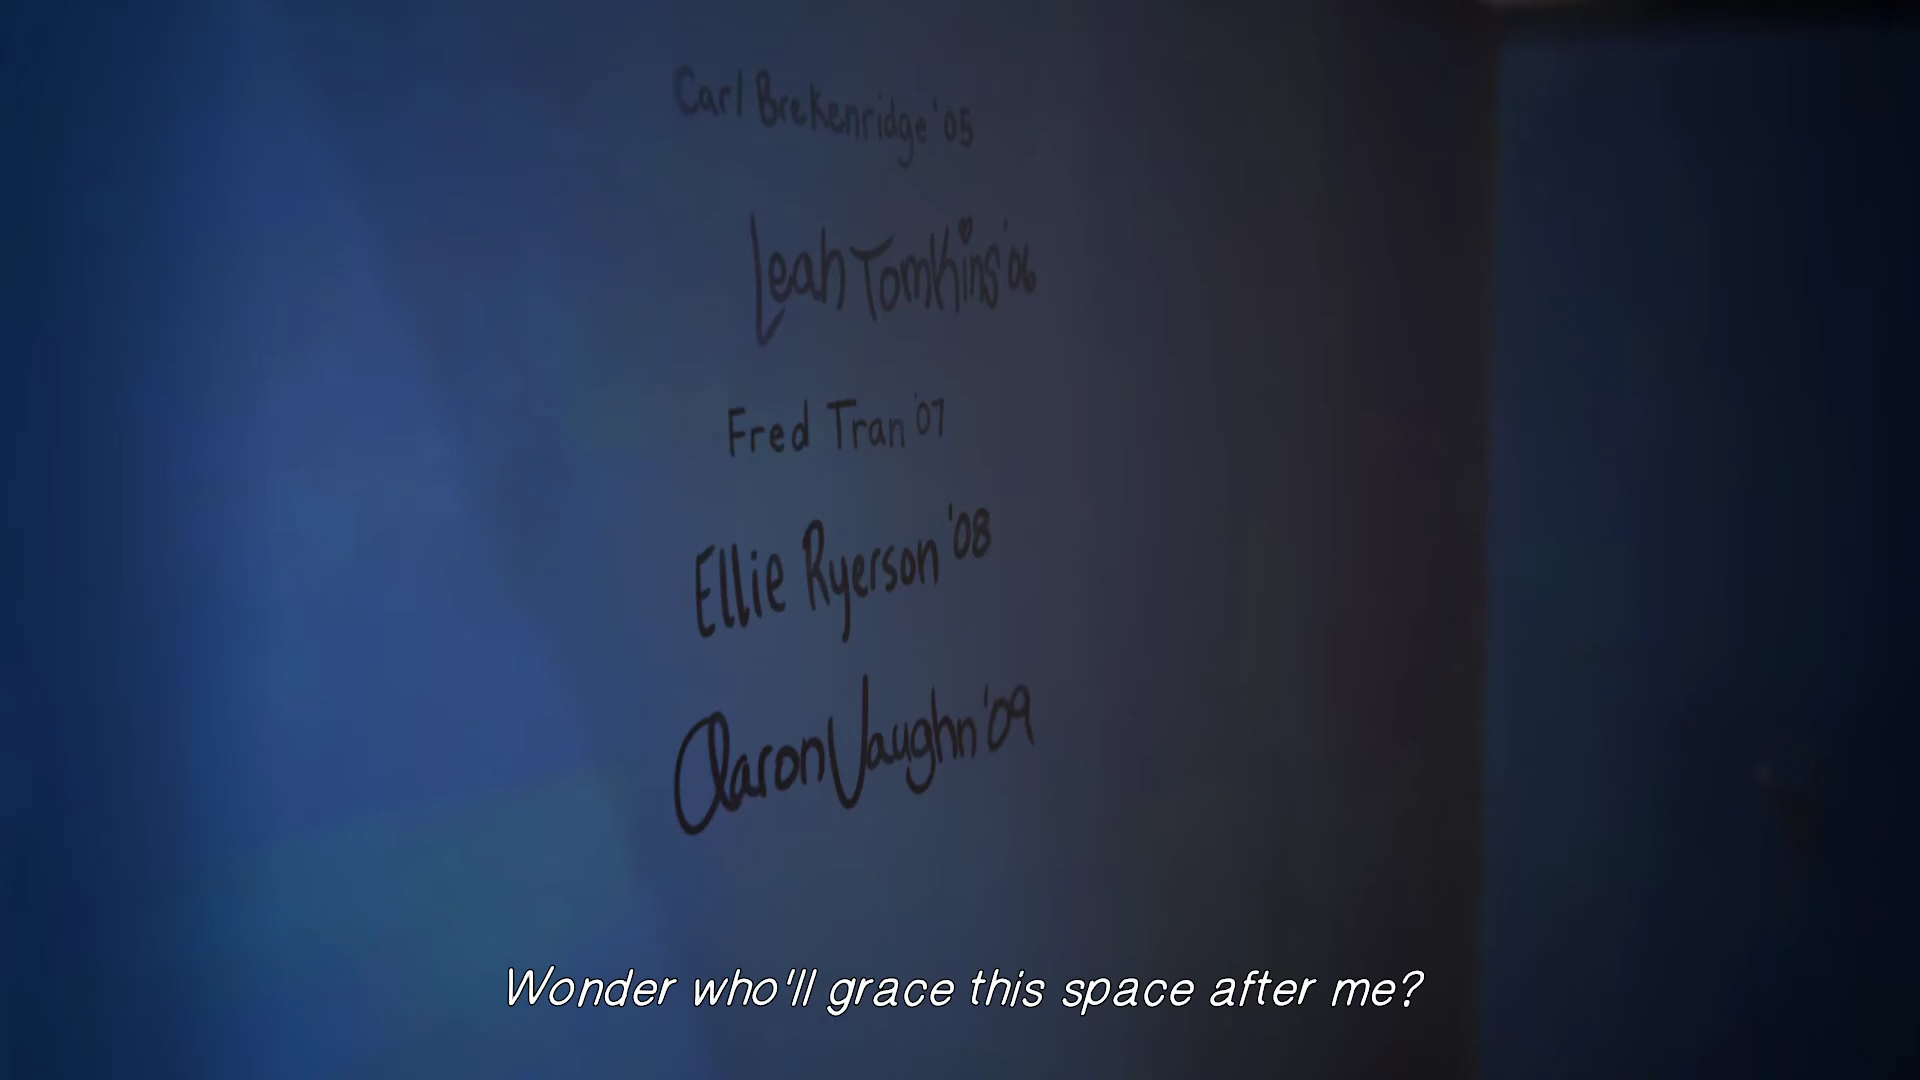 Carl Brekenridge '05
Leah Tomkins '06
Fred Tran '07
Ellie Ryerson '08
Aaron Vaughn '09
Wonder who'll grace this space after me?